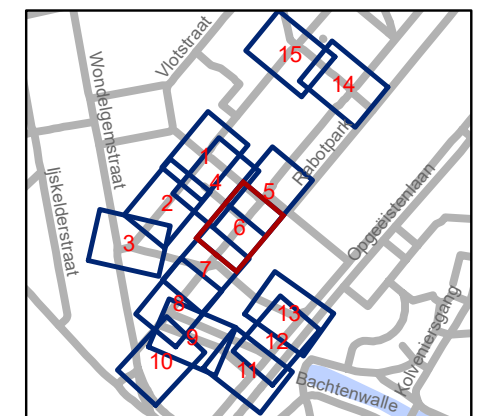 Vlotstraat
Wondelgemstraat
Ijskelderstraat
Rabotpark
Opgeëistenlaan
Kolveniersgang
Bachtenwalle
15
14
1
4
5
2
6
3
7
8
9
10
13
12
11